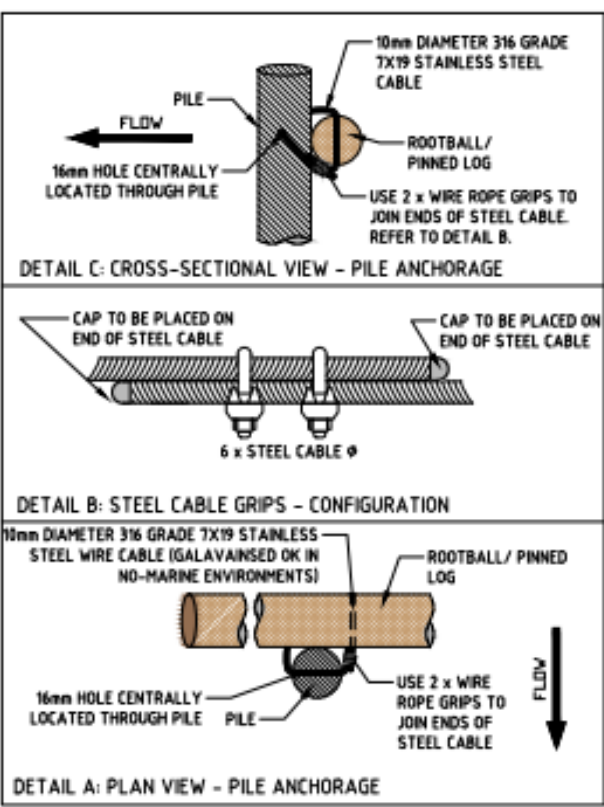 10mm DIAMETER 316 GRADE
7X19 STAINLESS STEEL
CABLE
PILE
FLOW
ROOTBALL/
PINNED LOG
16mm HOLE CENTRALLY
LOCATED THROUGH PILE
USE 2 x WIRE ROPE GRIPS TO
JOIN ENDS OF STEEL CABLE.
REFER TO DETAIL B.
DETAIL C: CROSS-SECTIONAL VIEW - PILE ANCHORAGE
CAP TO BE PLACED ON
END OF STEEL CABLE
CAP TO BE PLACED ON
END OF STEEL CABLE
6 x STEEL CABLE Ø
DETAIL B: STEEL CABLE GRIPS - CONFIGURATION
10mm DIAMETER 316 GRADE 7X19 STAINLESS
STEEL WIRE CABLE (GALAVAINSED OK IN
NO-MARINE ENVIRONMENTS)
ROOTBALL/ PINNED
LOG
16mm HOLE CENTRALLY
LOCATED THROUGH PILE
PILE
USE 2 x WIRE
ROPE GRIPS TO
JOIN ENDS OF
STEEL CABLE
FLOW
DETAIL A: PLAN VIEW - PILE ANCHORAGE